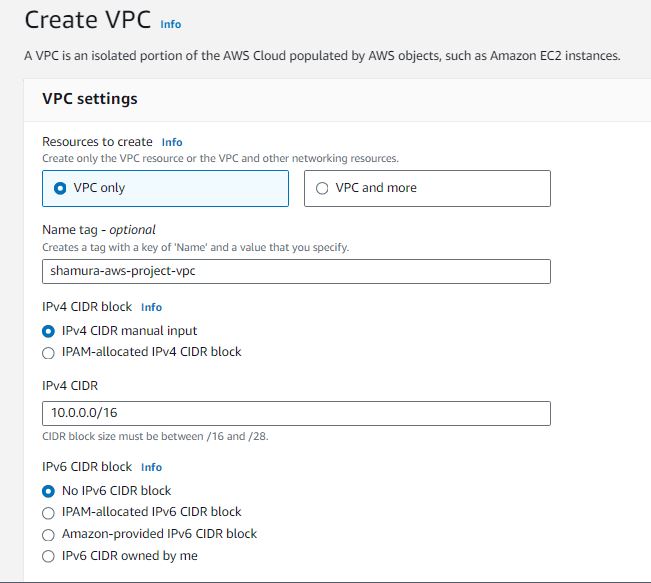 Create VPC Info
A VPC is an isolated portion of the AWS Cloud populated by AWS objects, such as Amazon EC2 instances.
VPC settings
Resources to create Info
Create only the VPC resource or the VPC and other networking resources.
VPC only
VPC and more
Name tag - optional
Creates a tag with a key of 'Name' and a value that you specify.
shamura-aws-project-vpc
IPv4 CIDR block Info
IPv4 CIDR manual input
IPAM-allocated IPv4 CIDR block
IPv4 CIDR
10.0.0.0/16
CIDR block size must be between /16 and /28.
IPv6 CIDR block Info
No IPv6 CIDR block
IPAM-allocated IPv6 CIDR block
Amazon-provided IPv6 CIDR block
IPv6 CIDR owned by me